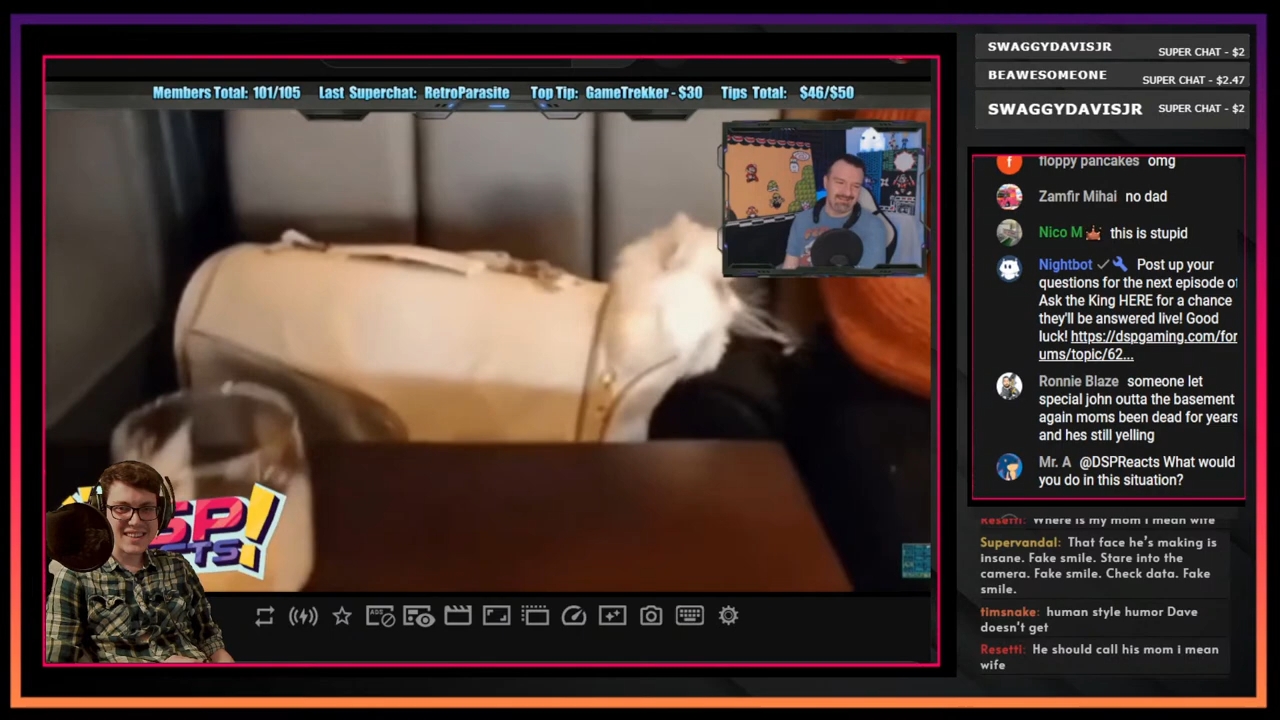 Members Total: 101/105 Last Superchat: RetroParasite Top Tip: GameTrekker - $30 Tips Total: $46/$50
SP!
CTS!
ASS
SWAGGYDAVISJR SUPER CHAT - $2
BEAWESOMEONE SUPER CHAT - $2.47
SWAGGYDAVISJR SUPER CHAT - $2
floppy pancakes omg
Zamfir Mihai no dad
Nico M this is stupid
Nightbot Post up your
questions for the next episode of
Ask the King HERE for a chance
they'll be answered live! Good
luck! https://dspgaming.com/for
ums/topic/62...
Ronnie Blaze someone let
special john outta the basement
again moms been dead for years
and hes still yelling
Mr. A @DSPReacts What would
you do in this situation?
Resetti: Where is my mom i mean wife
Supervandal: That face he's making is
insane. Fake smile. Stare into the
camera. Fake smile. Check data. Fake
smile.
timsnake: human style humor Dave
doesn't get
Resetti: He should call his mom i mean
wife